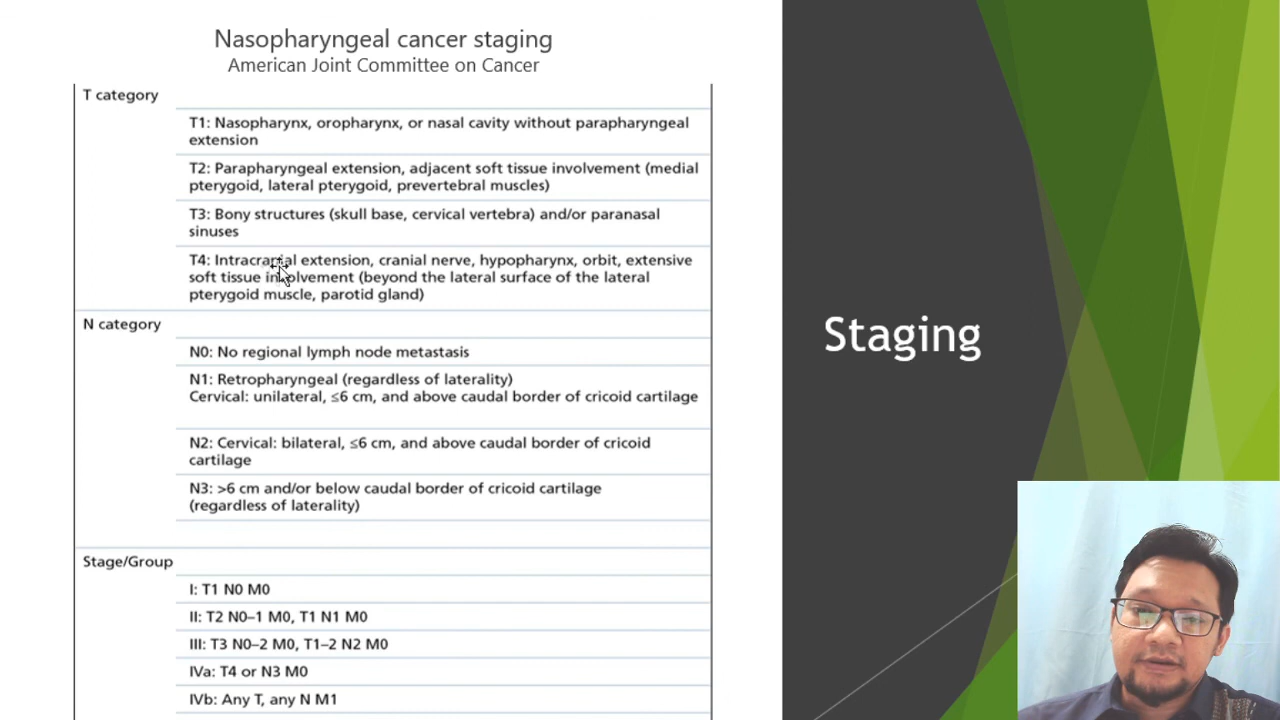 Nasopharyngeal cancer staging
American Joint Committee on Cancer
T category
T1: Nasopharynx, oropharynx, or nasal cavity without parapharyngeal
extension
T2: Parapharyngeal extension, adjacent soft tissue involvement (medial
pterygoid, lateral pterygoid, prevertebral muscles)
T3: Bony structures (skull base, cervical vertebra) and/or paranasal
sinuses
T4: Intracranial extension, cranial nerve, hypopharynx, orbit, extensive
soft tissue involvement (beyond the lateral surface of the lateral
pterygoid muscle, parotid gland)
N category
N0: No regional lymph node metastasis
N1: Retropharyngeal (regardless of laterality)
Cervical: unilateral, ≤6 cm, and above caudal border of cricoid cartilage
N2: Cervical: bilateral, ≤6 cm, and above caudal border of cricoid
cartilage
N3: >6 cm and/or below caudal border of cricoid cartilage
(regardless of laterality)
Stage/Group
I: T1 N0 M0
II: T2 N0–1 M0, T1 N1 M0
III: T3 N0–2 M0, T1–2 N2 M0
IVa: T4 or N3 M0
IVb: Any T, any N M1
Staging